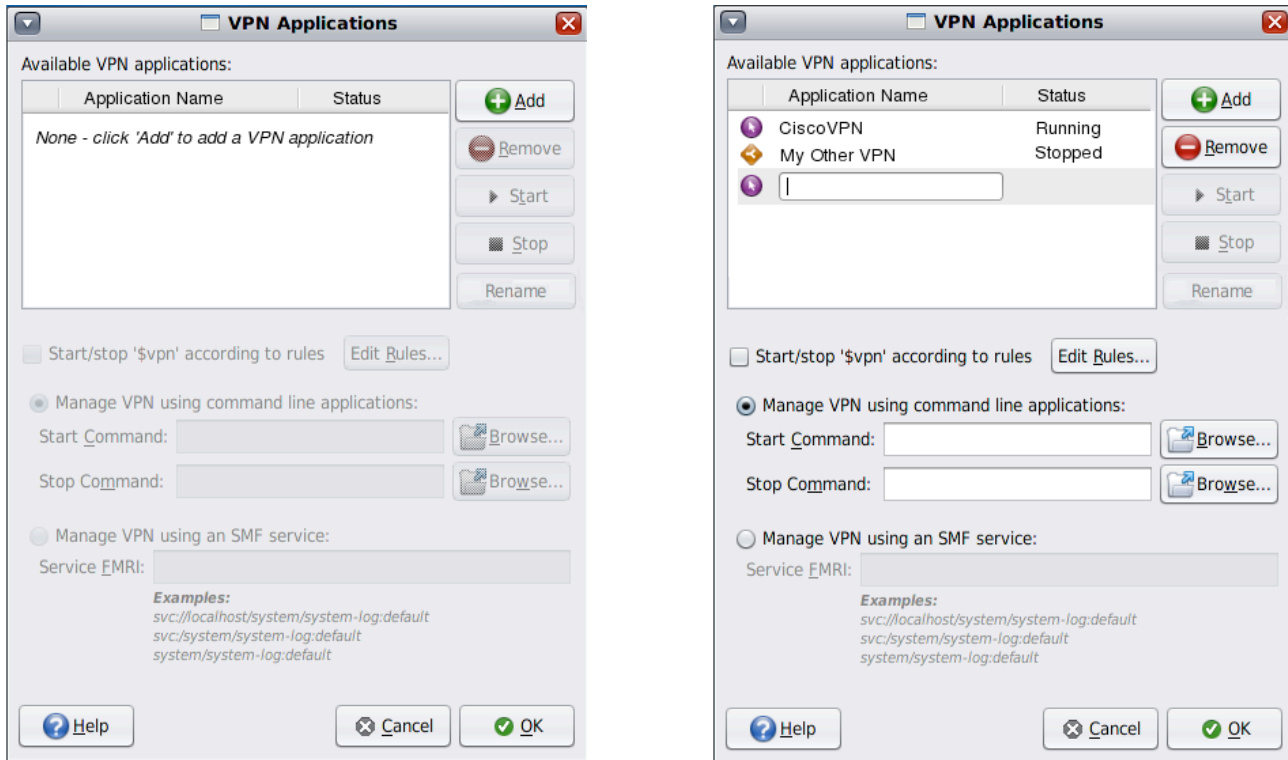 VPN Applications
Available VPN applications:
Application Name Status
None - click 'Add' to add a VPN application
Add
Remove
Start
Stop
Rename
Start/stop '$vpn' according to rules Edit Rules...
Manage VPN using command line applications:
Start Command: Browse...
Stop Command: Browse...
Manage VPN using an SMF service:
Service FMRI:
Examples:
svc://localhost/system/system-log:default
svc:/system/system-log:default
system/system-log:default
Help Cancel OK
VPN Applications
Available VPN applications:
Application Name Status
CiscoVPN Running
My Other VPN Stopped
Add
Remove
Start
Stop
Rename
Start/stop '$vpn' according to rules Edit Rules...
Manage VPN using command line applications:
Start Command: Browse...
Stop Command: Browse...
Manage VPN using an SMF service:
Service FMRI:
Examples:
svc://localhost/system/system-log:default
svc:/system/system-log:default
system/system-log:default
Help Cancel OK